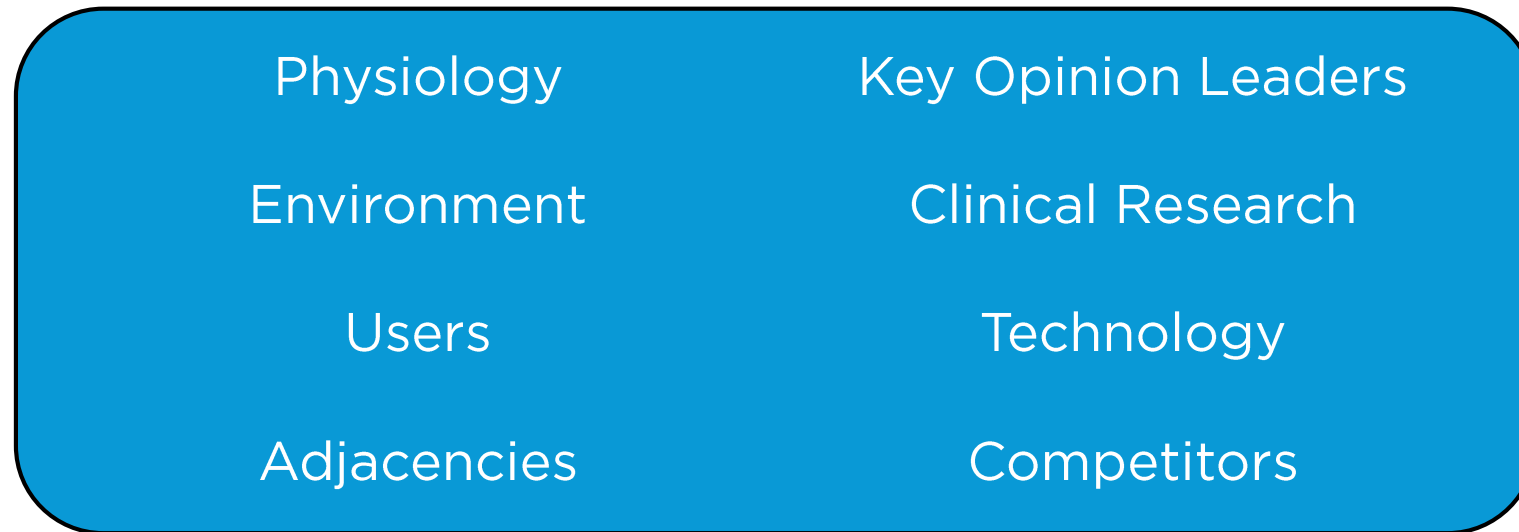 Physiology
Environment
Users
Adjacencies
Key Opinion Leaders
Clinical Research
Technology
Competitors